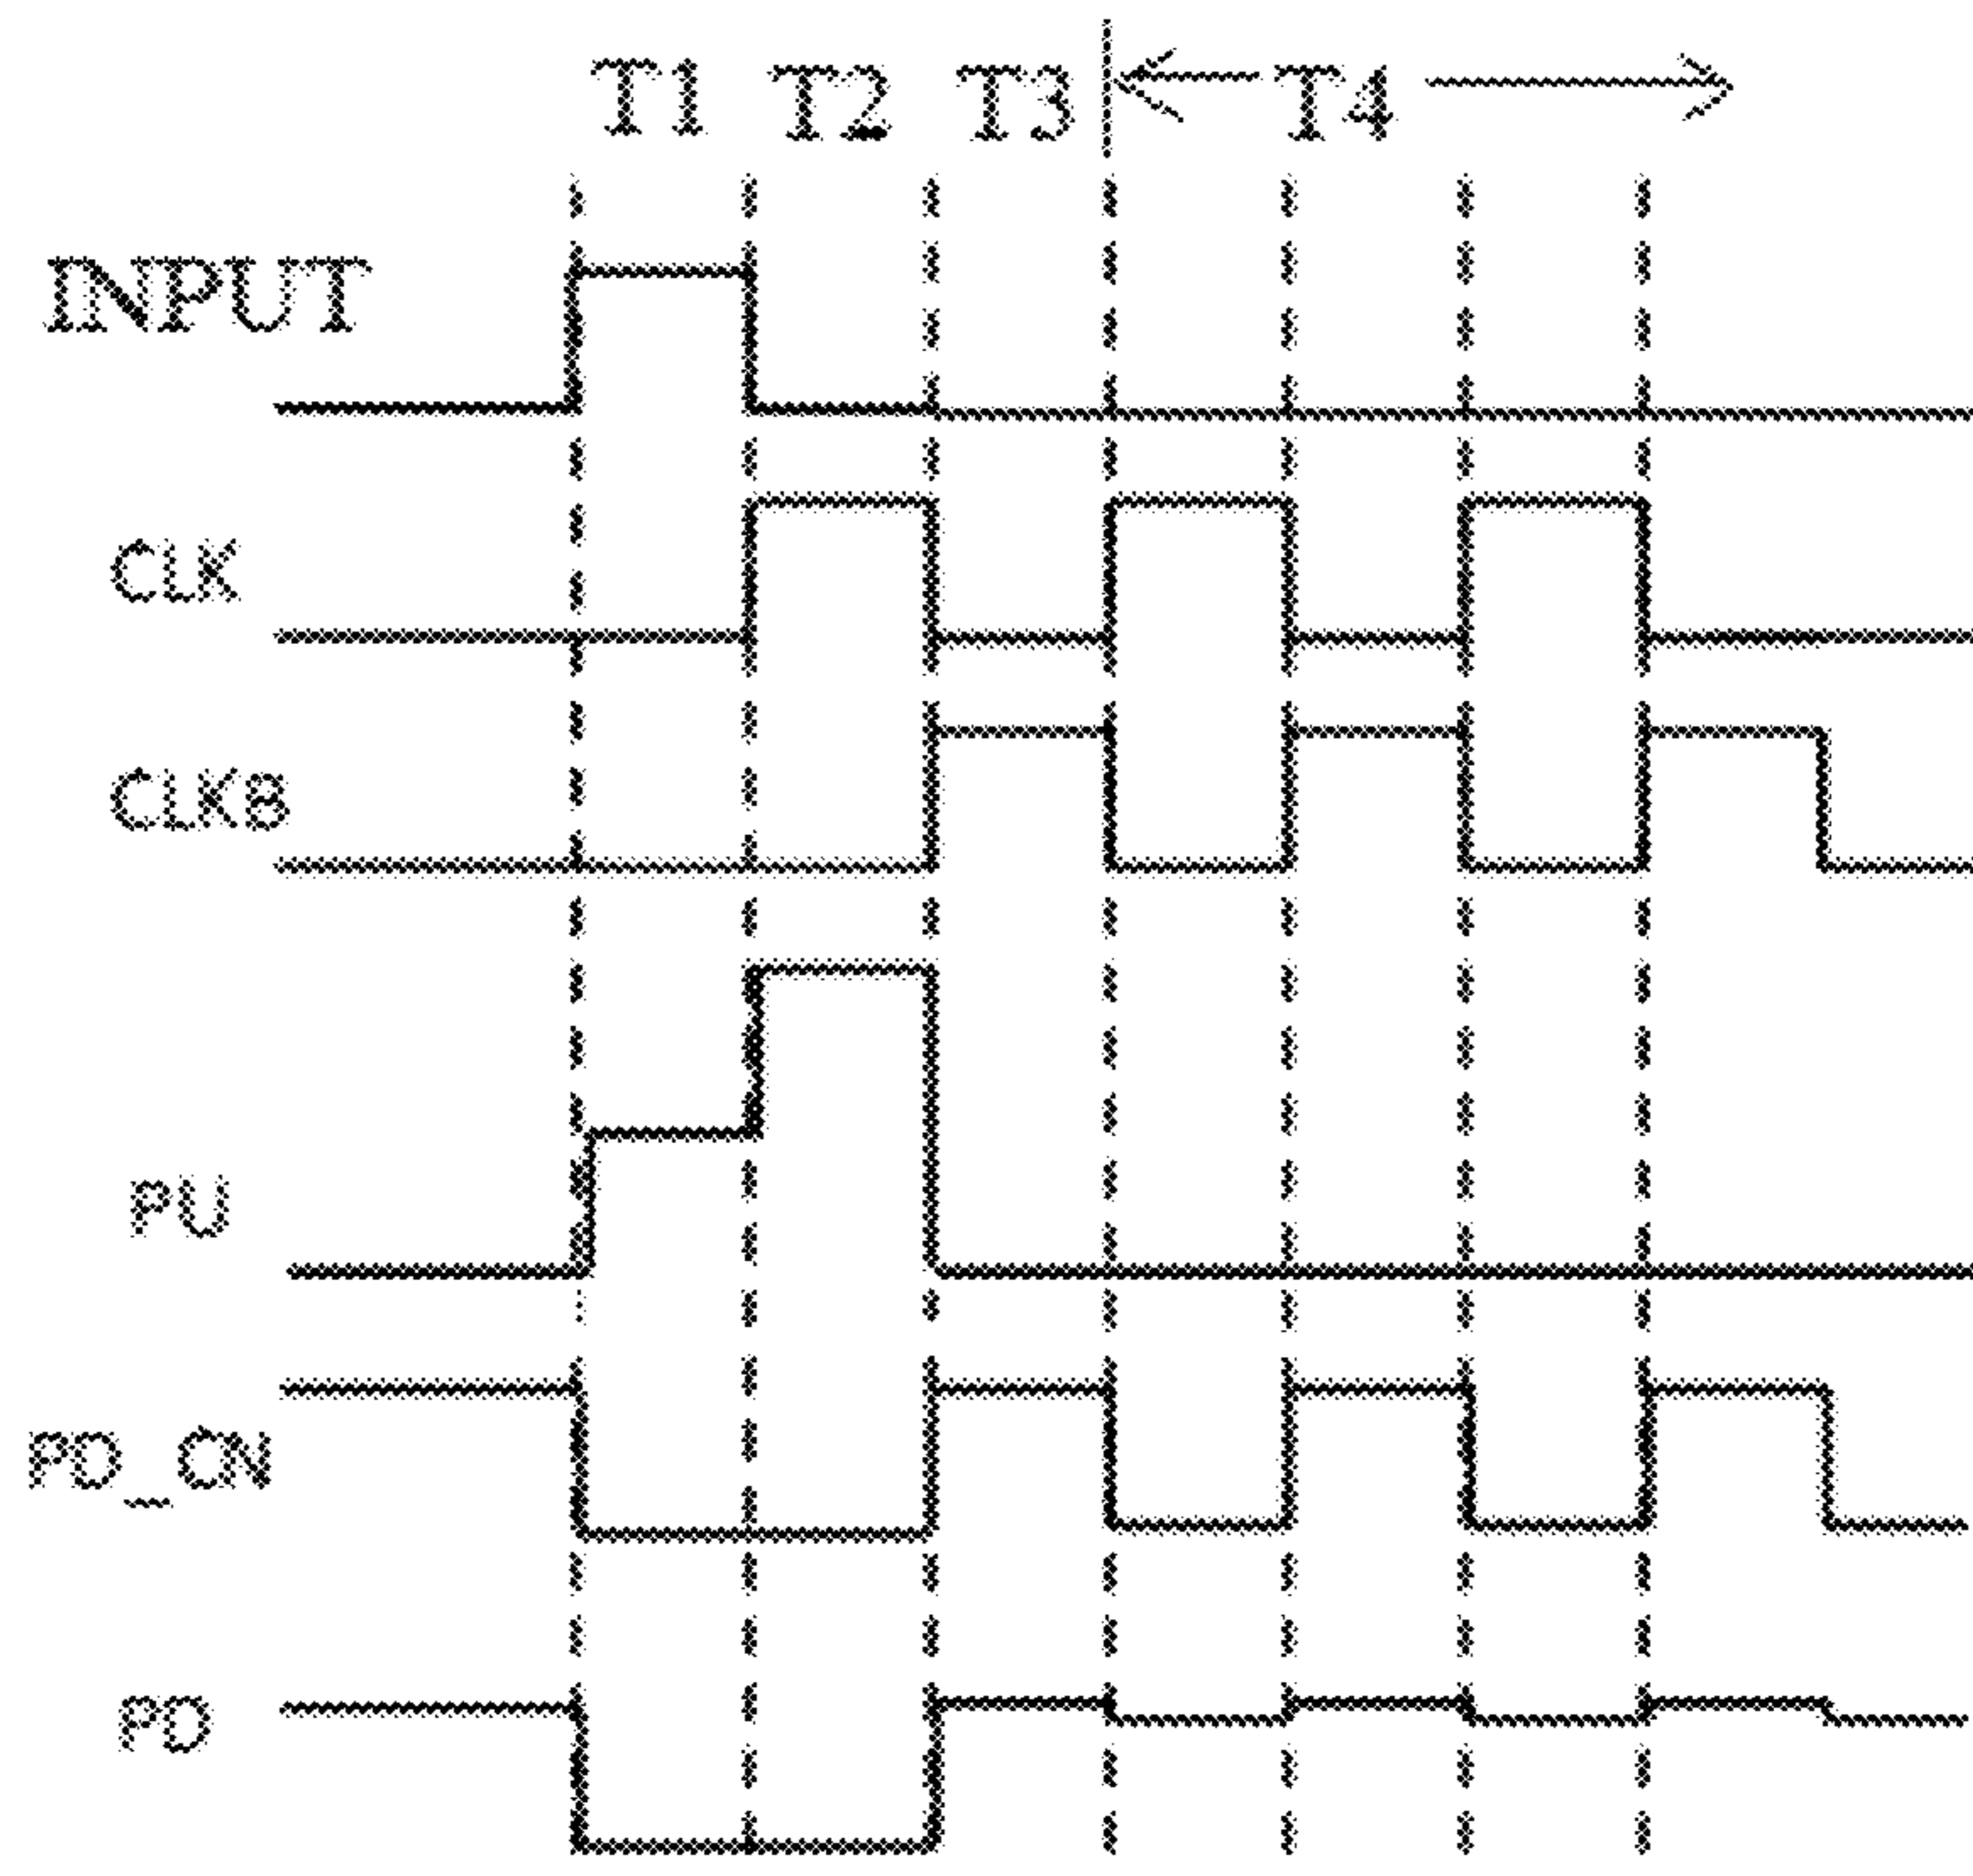 T1 T2 T3 T4
INPUT
CLK
CLKB
PU
PD_CN
PD